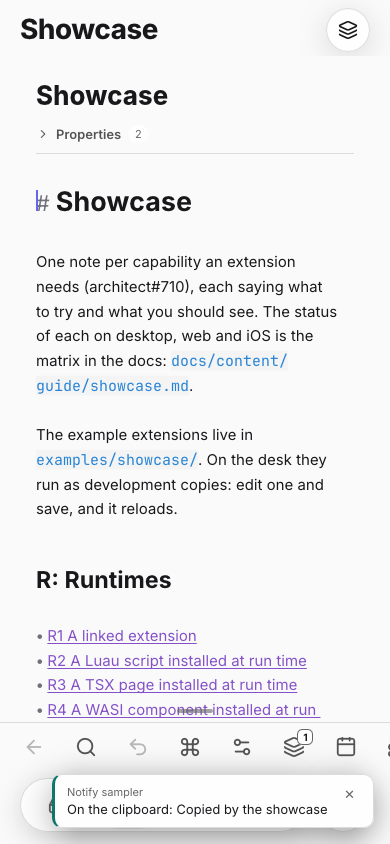 Showcase
Showcase
Properties 2
# Showcase
One note per capability an extension
needs (architect#710), each saying what
to try and what you should see. The status
of each on desktop, web and iOS is the
matrix in the docs: docs/content/
guide/showcase.md.
The example extensions live in
examples/showcase/. On the desk they
run as development copies: edit one and
save, and it reloads.
R: Runtimes
• R1 A linked extension
• R2 A Luau script installed at run time
• R3 A TSX page installed at run time
• R4 A WASI component installed at run
1
Notify sampler
On the clipboard: Copied by the showcase